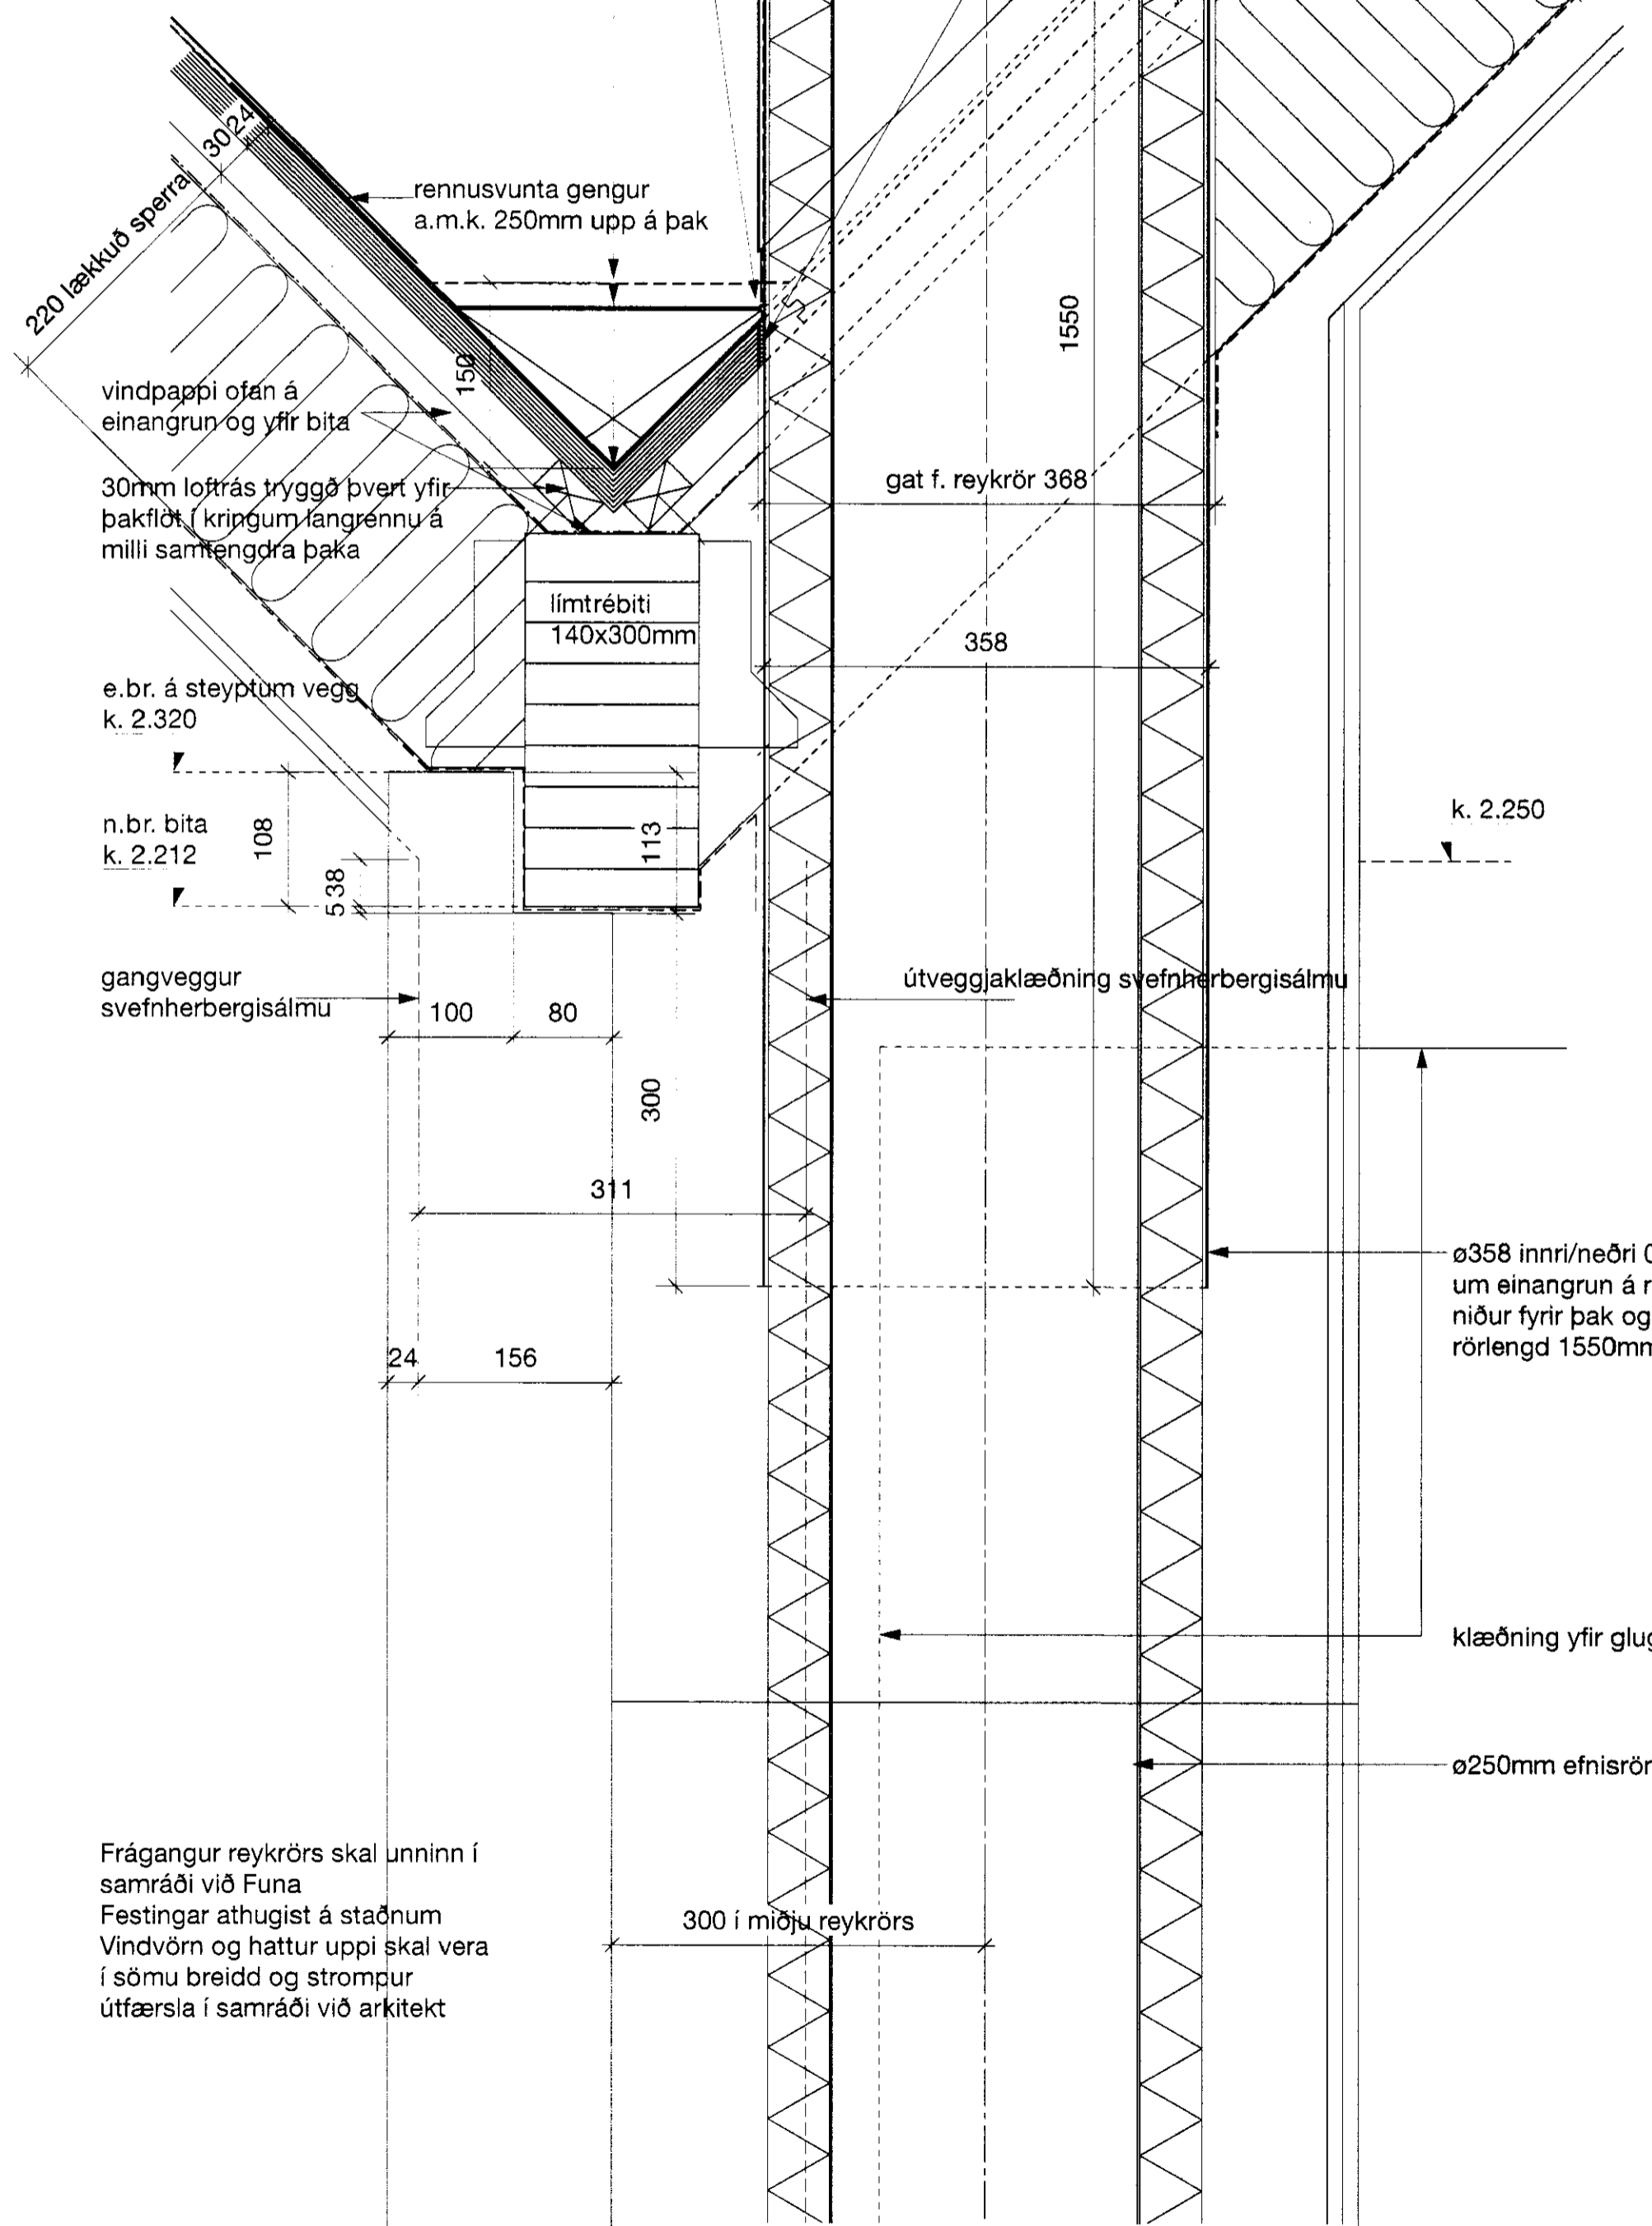 30 24
220 lækkuð sperra
rennusvunta gengur
a.m.k. 250mm upp á þak
150
1550
vindpappi ofan á
einangrun og yfir bita
30mm loftrás tryggð þvert yfir
þakflöt í kringum langrennu á
milli samtengdra þaka
gat f. reykrör 368
límtrébiti
140x300mm
358
e.br. á steyptum vegg
k. 2.320
n.br. bita
k. 2.212
108
538
113
k. 2.250
gangveggur
svefnherbergisálmu
100
80
útveggjaklæðning svefnherbergisálmu
300
311
ø358 innri/neðri
um einangrun á
niður fyrir þak og
rörlengd 1550mm
24
156
klæðning yfir
ø250mm efnisrör
Frágangur reykrörs skal unninn í
samráði við Funa
Festingar athugist á staðnum
Vindvörn og hattur uppi skal vera
í sömu breidd og strompur
útfærsla í samráði við arkitekt
300 í miðju reykrörs